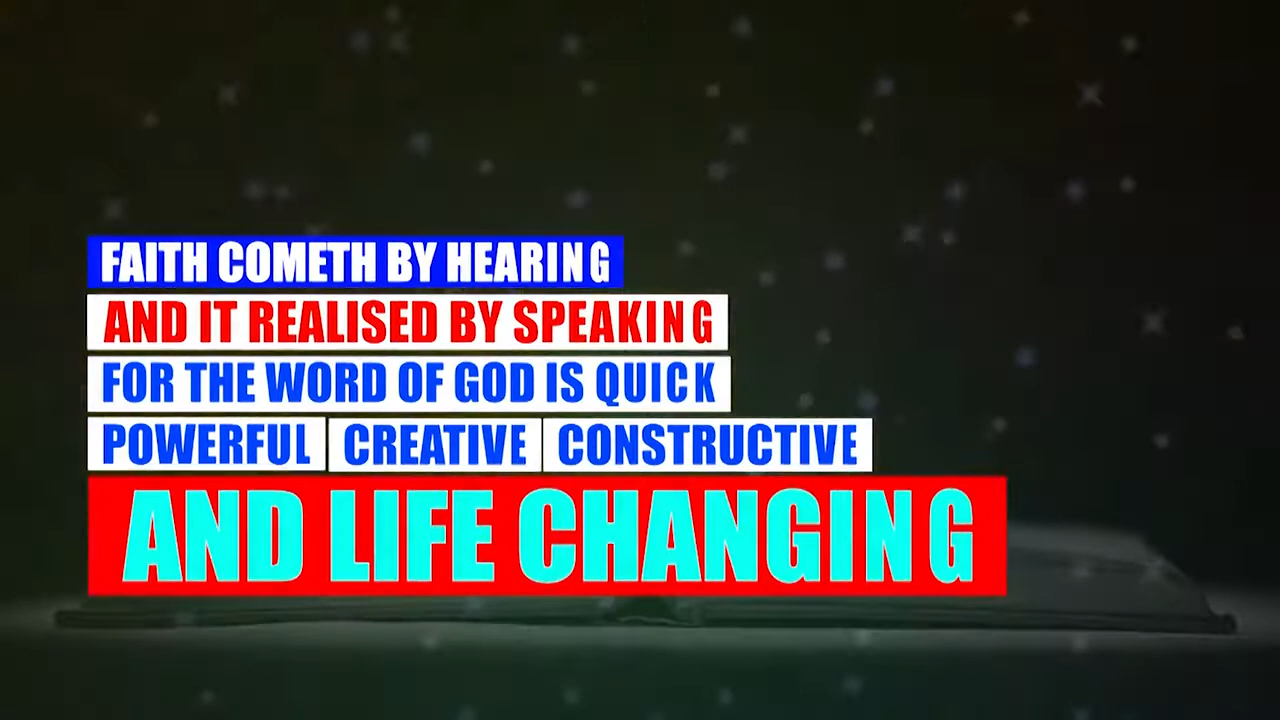 FAITH COMETH BY HEARING
AND IT REALISED BY SPEAKING
FOR THE WORD OF GOD IS QUICK
POWERFUL CREATIVE CONSTRUCTIVE
AND LIFE CHANGING